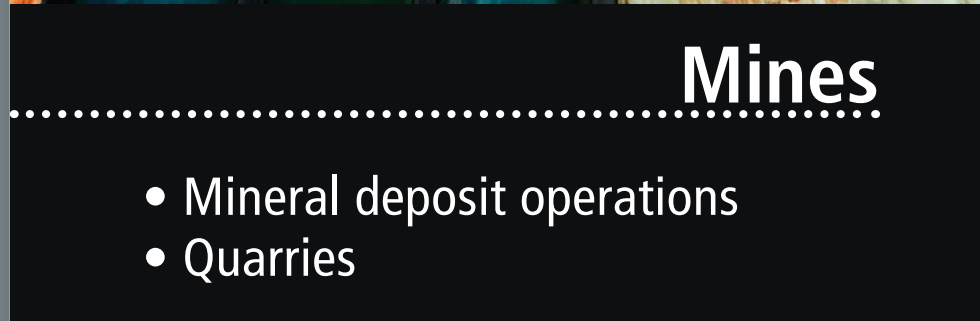 Mines
• Mineral deposit operations
• Quarries